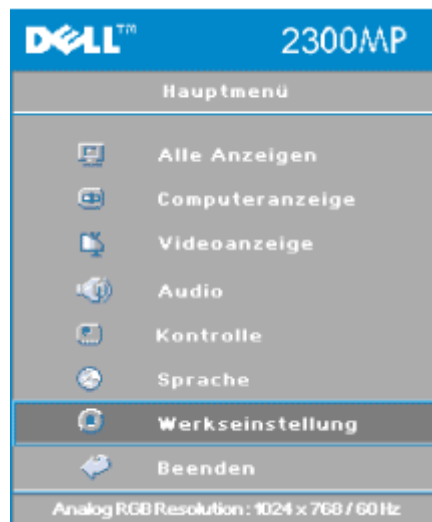 DELL™ 2300MP
Hauptmenü
Alle Anzeigen
Computeranzeige
Videoanzeige
Audio
Kontrolle
Sprache
Werkseinstellung
Beenden
Analog RGB Resolution : 1024 x 768 / 60 Hz